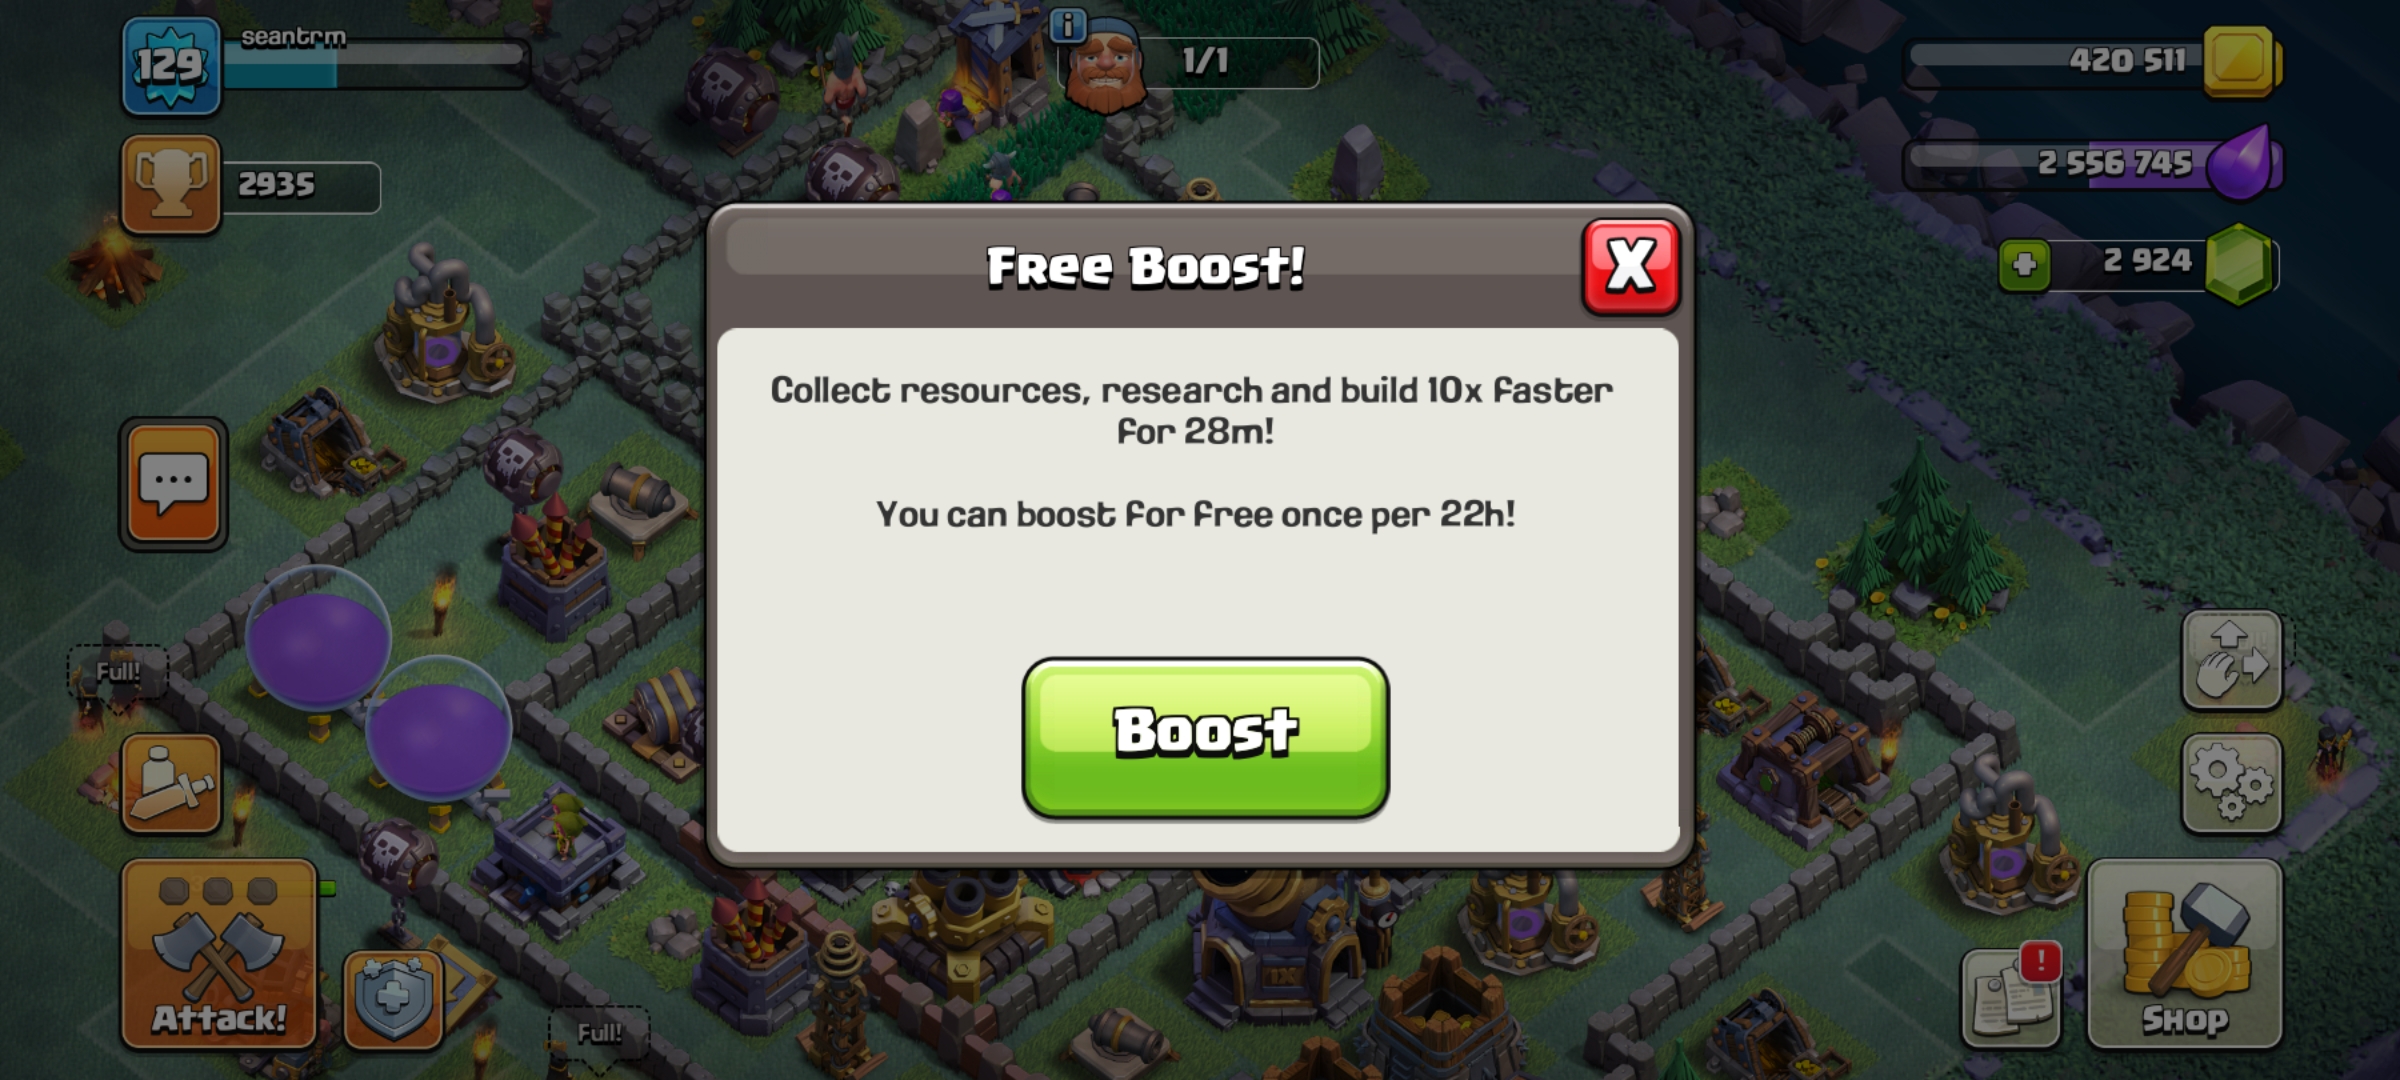 129
seantrm
1/1
420 511
2935
2 556 745
2 924
Free Boost!
X
Collect resources, research and build 10x faster
for 28m!
You can boost for free once per 22h!
Full!
Boost
Attack!
Full!
IX
!
Shop